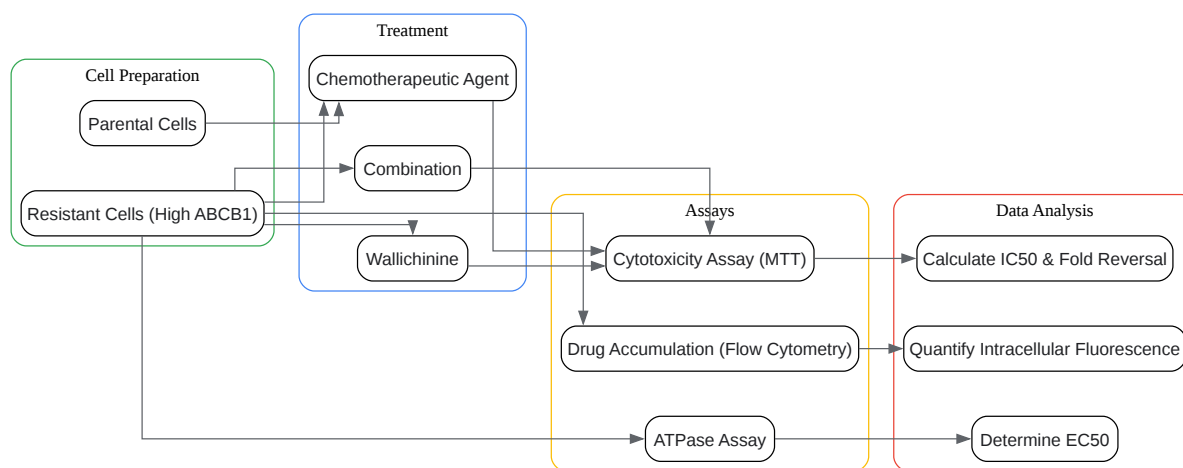 Cell Preparation
Parental Cells
Resistant Cells (High ABCB1)
Treatment
Chemotherapeutic Agent
Combination
Wallichinine
Assays
Cytotoxicity Assay (MTT)
Drug Accumulation (Flow Cytometry)
ATPase Assay
Data Analysis
Calculate IC50 & Fold Reversal
Quantify Intracellular Fluorescence
Determine EC50